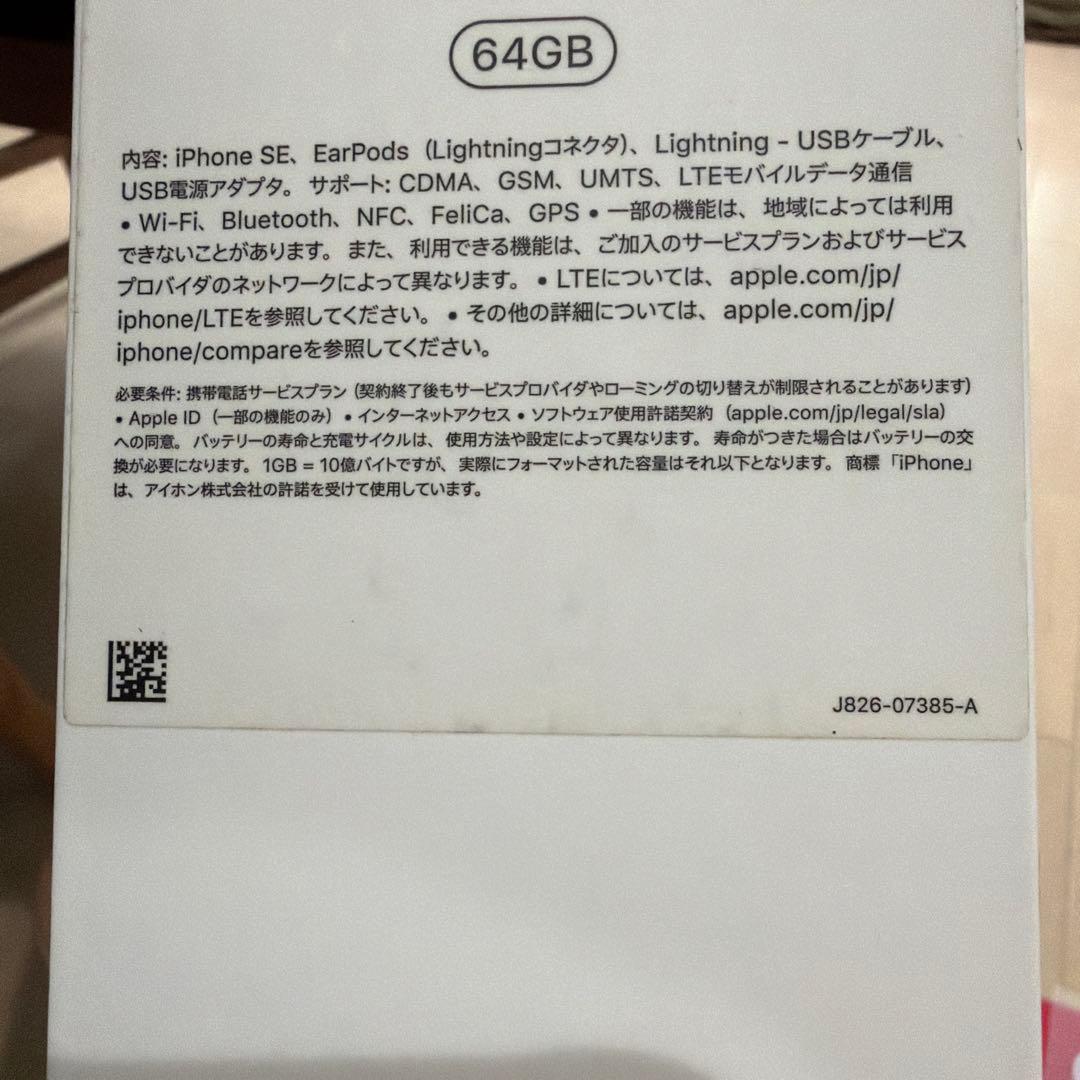 64GB
内容: iPhone SE、EarPods（Lightningコネクタ）、Lightning - USBケーブル、
USB電源アダプタ。サポート: CDMA、GSM、UMTS、LTEモバイルデータ通信
• Wi-Fi、Bluetooth、NFC、FeliCa、GPS • 一部の機能は、地域によっては利用
できないことがあります。また、利用できる機能は、ご加入のサービスプランおよびサービス
プロバイダのネットワークによって異なります。• LTEについては、apple.com/jp/
iphone/LTEを参照してください。• その他の詳細については、apple.com/jp/
iphone/compareを参照してください。
必要条件: 携帯電話サービスプラン（契約終了後もサービスプロバイダやローミングの切り替えが制限されることがあります）
• Apple ID（一部の機能のみ）• インターネットアクセス • ソフトウェア使用許諾契約（apple.com/jp/legal/sla）
への同意。バッテリーの寿命と充電サイクルは、使用方法や設定によって異なります。寿命がつきた場合はバッテリーの交
換が必要になります。1GB = 10億バイトですが、実際にフォーマットされた容量はそれ以下となります。商標「iPhone」
は、アイホン株式会社の許諾を受けて使用しています。
J826-07385-A